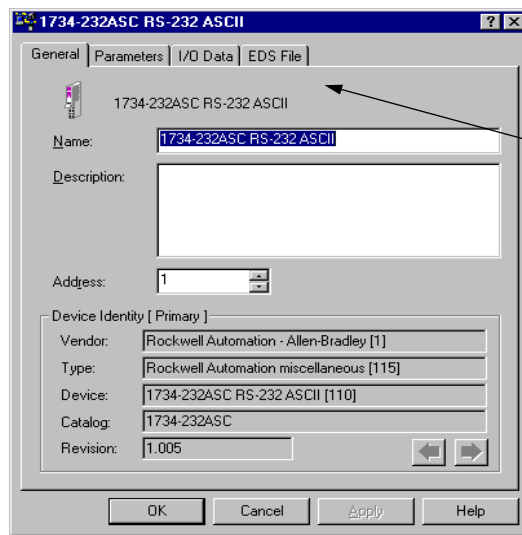 1734-232ASC RS-232 ASCII
General Parameters I/O Data EDS File
1734-232ASC RS-232 ASCII
Name: 1734-232ASC RS-232 ASCII
Description:
Address: 1
Device Identity [ Primary ]
Vendor: Rockwell Automation - Allen-Bradley [1]
Type: Rockwell Automation miscellaneous [115]
Device: 1734-232ASC RS-232 ASCII [110]
Catalog: 1734-232ASC
Revision: 1.005
OK Cancel Apply Help